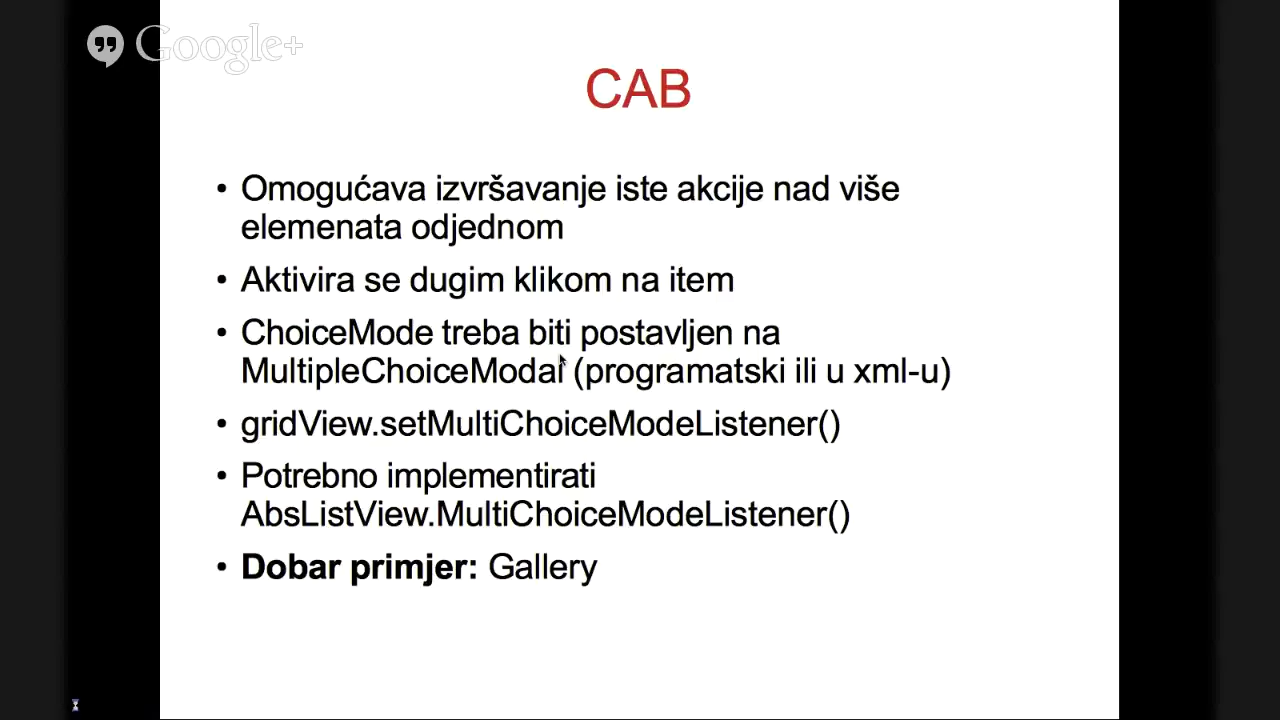 Google+
CAB
• Omogućava izvršavanje iste akcije nad više
elemenata odjednom
• Aktivira se dugim klikom na item
• ChoiceMode treba biti postavljen na
MultipleChoiceModal (programatski ili u xml-u)
• gridView.setMultiChoiceModeListener()
• Potrebno implementirati
AbsListView.MultiChoiceModeListener()
• Dobar primjer: Gallery